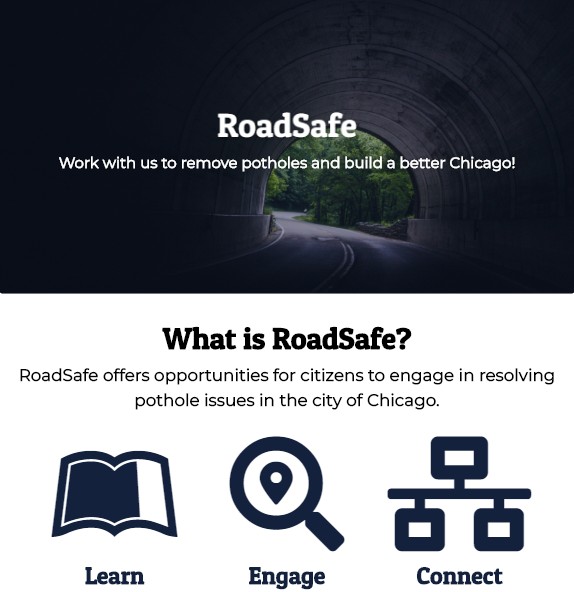 RoadSafe
Work with us to remove potholes and build a better Chicago!
What is RoadSafe?
RoadSafe offers opportunities for citizens to engage in resolving
pothole issues in the city of Chicago.
Learn
Engage
Connect